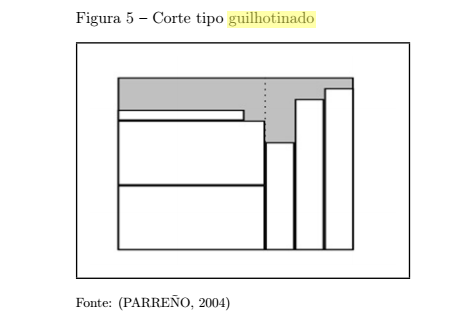 Figura 5 – Corte tipo guilhotinado
Fonte: (PARREÑO, 2004)